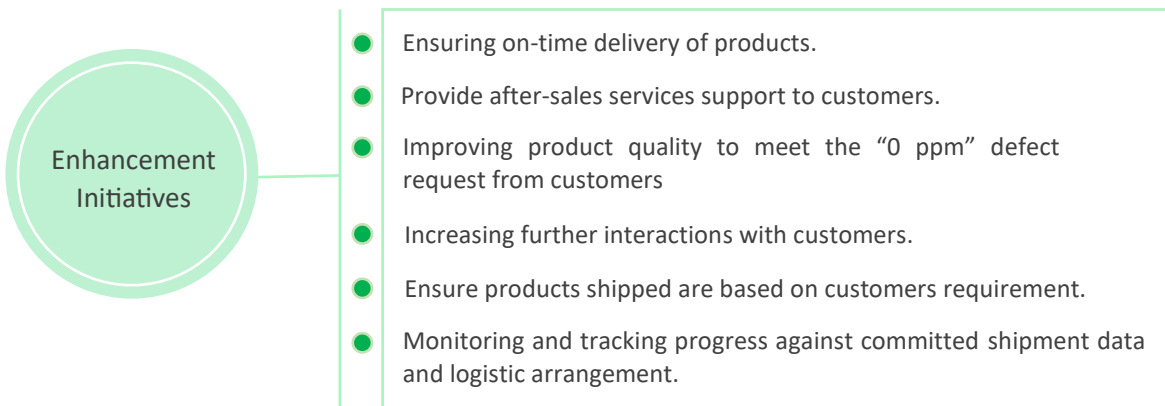 Enhancement
Initiatives
Ensuring on-time delivery of products.
Provide after-sales services support to customers.
Improving product quality to meet the “0 ppm” defect
request from customers
Increasing further interactions with customers.
Ensure products shipped are based on customers requirement.
Monitoring and tracking progress against committed shipment data
and logistic arrangement.